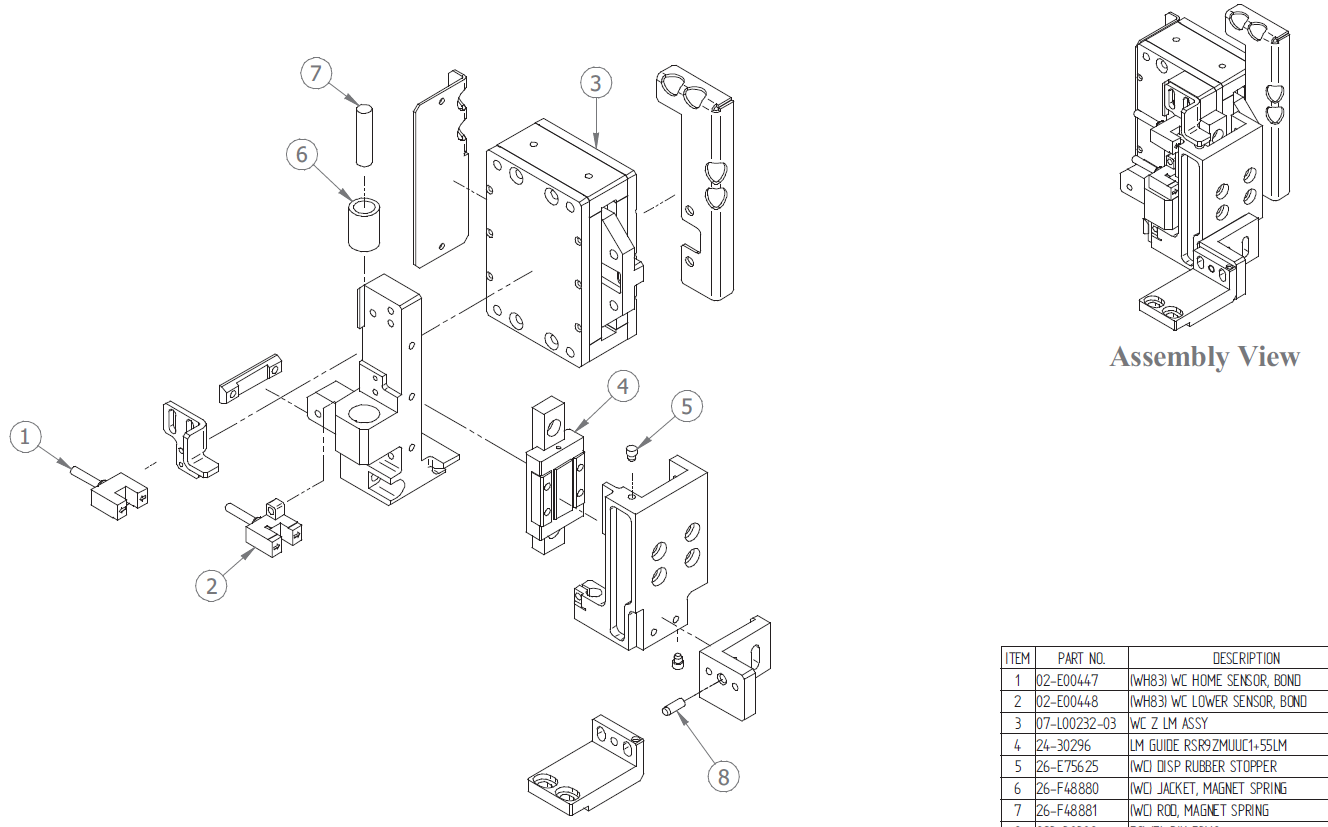 7
3
6
Assembly View
4
5
1
2
8
ITEM PART NO. DESCRIPTION
1 02-E00447 (WH83) WC HOME SENSOR, BOND
2 02-E00448 (WH83) WC LOWER SENSOR, BOND
3 07-L00232-03 WC Z LM ASSY
4 24-30296 LM GUIDE RSR9ZMUUC1+55LM
5 26-E75625 (WC) DISP RUBBER STOPPER
6 26-F48880 (WC) JACKET, MAGNET SPRING
7 26-F48881 (WC) ROD, MAGNET SPRING